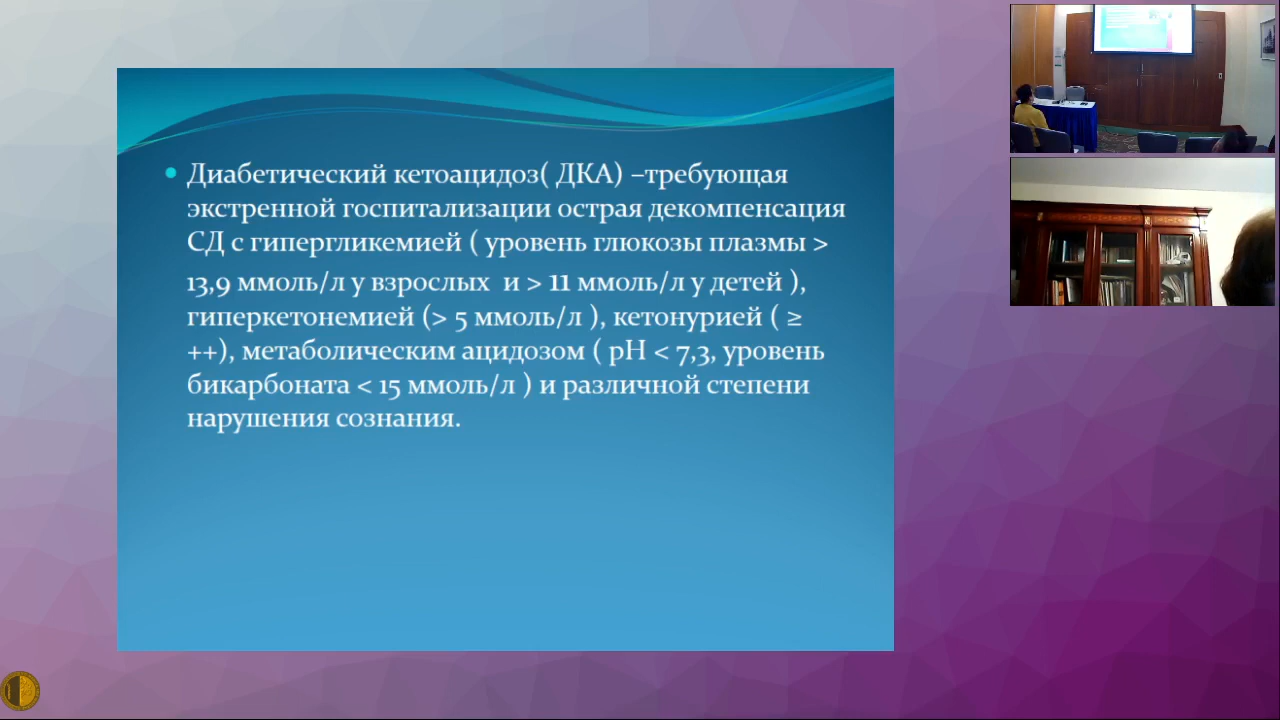 Диабетический кетоацидоз( ДКА) –требующая
экстренной госпитализации острая декомпенсация
СД с гипергликемией ( уровень глюкозы плазмы >
13,9 ммоль/л у взрослых и > 11 ммоль/л у детей ),
гиперкетонемией (> 5 ммоль/л ), кетонурией ( ≥
++), метаболическим ацидозом ( pH < 7,3, уровень
бикарбоната < 15 ммоль/л ) и различной степени
нарушения сознания.